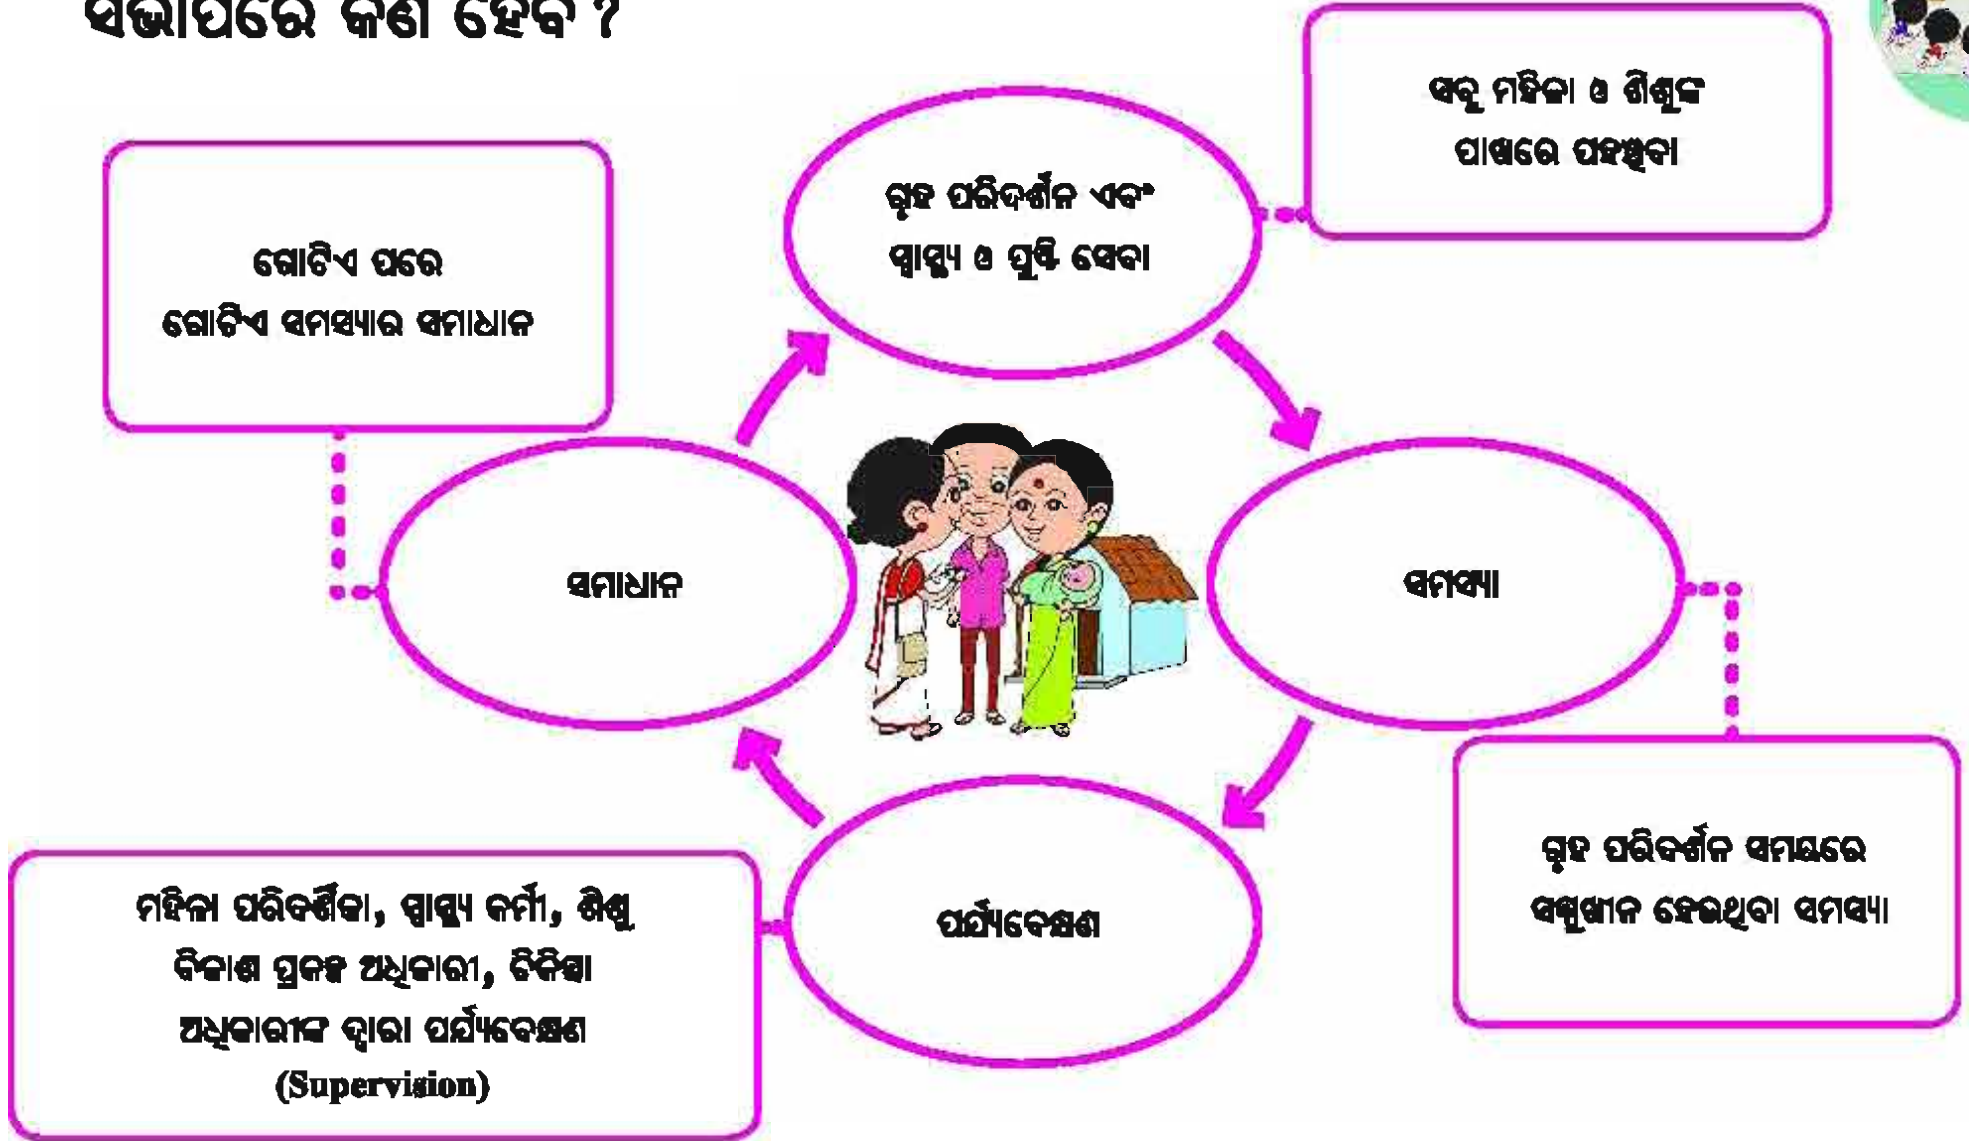 ସଭାପରେ କଣ ହେବ ?
ସବୁ ମହିଳା ଓ ଶିଶୁଙ୍କ
ପାଖରେ ପହଞ୍ଚିବା
ଗୃହ ପରିଦର୍ଶନ ଏବଂ
ସ୍ୱାସ୍ଥ୍ୟ ଓ ପୁଷ୍ଟି ସେବା
ଗୋଟିଏ ପରେ
ଗୋଟିଏ ସମସ୍ୟାର ସମାଧାନ
ସମାଧାନ
ସମସ୍ୟା
ଗୃହ ପରିଦର୍ଶନ ସମୟରେ
ସମ୍ମୁଖୀନ ହେଉଥିବା ସମସ୍ୟା
ପର୍ଯ୍ୟବେକ୍ଷଣ
ମହିଳା ପରିଦର୍ଶିକା, ସ୍ୱାସ୍ଥ୍ୟ କର୍ମୀ, ଶିଶୁ
ବିକାଶ ପ୍ରକଳ୍ପ ଅଧିକାରୀ, ଚିକିତ୍ସା
ଅଧିକାରୀଙ୍କ ଦ୍ୱାରା ପର୍ଯ୍ୟବେକ୍ଷଣ
(Supervision)